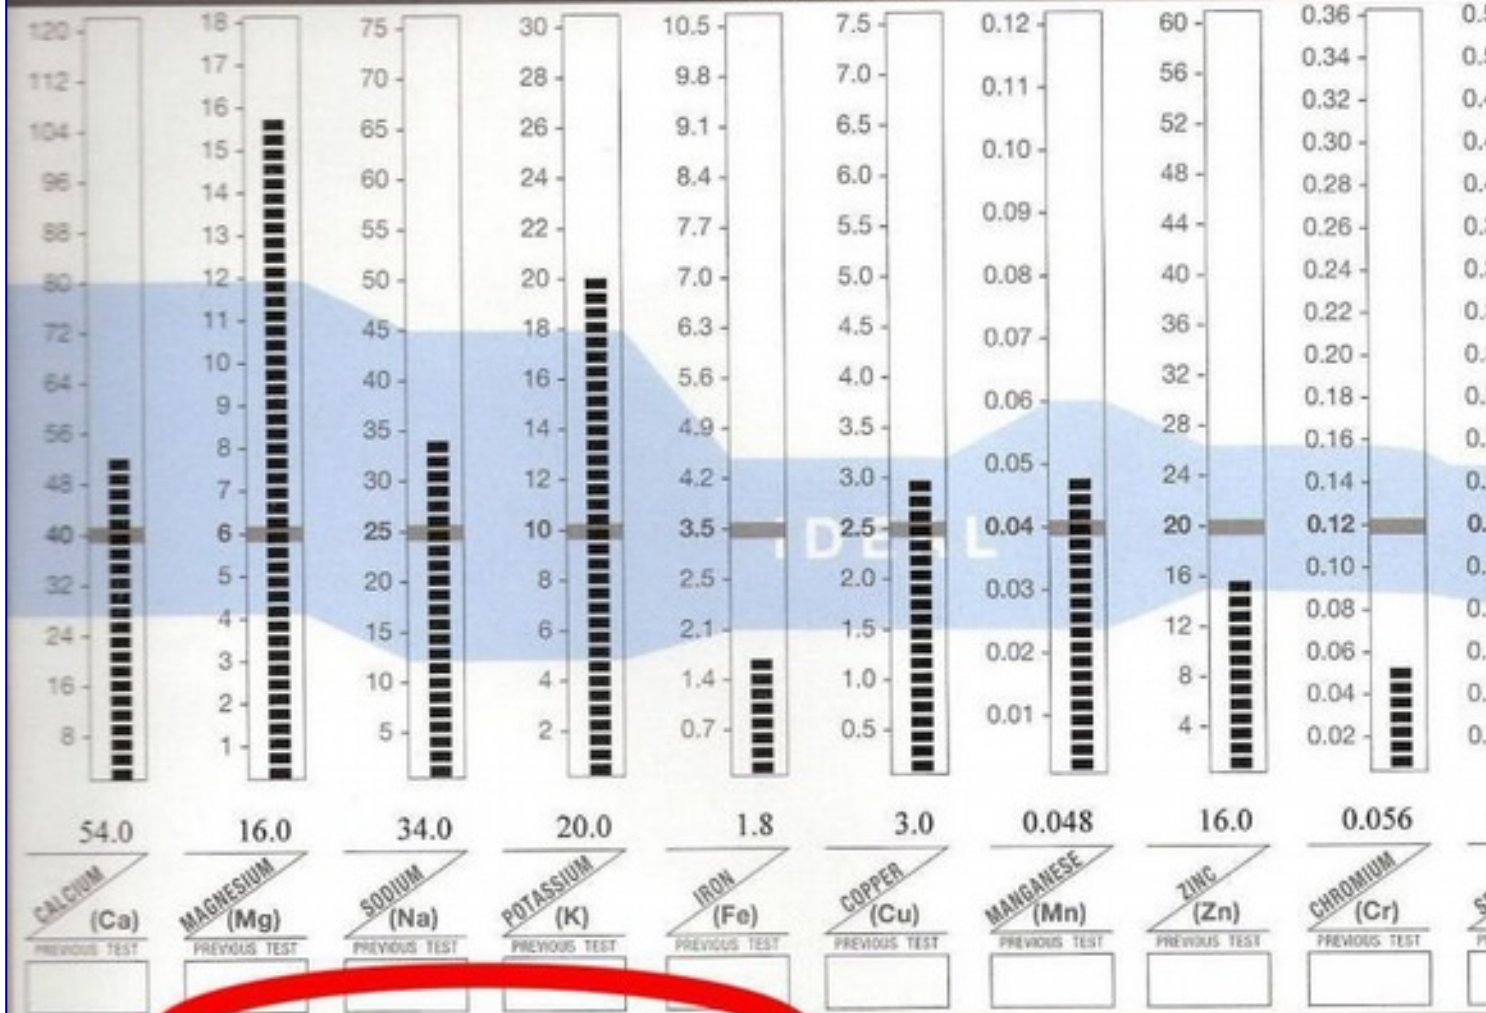 120 18 75 30 10.5 7.5 0.12 60 0.36
112 17 70 28 9.8 7.0 0.11 56 0.34
104 16 65 26 9.1 6.5 0.10 52 0.32
96 15 60 24 8.4 6.0 0.09 48 0.30
88 14 55 22 7.7 5.5 0.08 44 0.28
80 13 50 20 7.0 5.0 0.07 40 0.26
72 12 45 18 6.3 4.5 0.06 36 0.24
64 11 40 16 5.6 4.0 0.05 32 0.22
56 10 35 14 4.9 3.5 0.04 28 0.20
48 9 30 12 4.2 3.0 0.03 24 0.18
40 8 25 10 3.5 2.5 0.02 20 0.16
32 7 20 8 2.5 2.0 0.01 16 0.14
24 6 15 6 2.1 1.5 12 0.12
16 5 10 4 1.4 1.0 8 0.10
8 4 5 2 0.7 0.5 4 0.08
3 0.06
2 0.04
1 0.02
IDEAL
54.0 16.0 34.0 20.0 1.8 3.0 0.048 16.0 0.056
CALCIUM MAGNESIUM SODIUM POTASSIUM IRON COPPER MANGANESE ZINC CHROMIUM
(Ca) (Mg) (Na) (K) (Fe) (Cu) (Mn) (Zn) (Cr)
PREVIOUS TEST PREVIOUS TEST PREVIOUS TEST PREVIOUS TEST PREVIOUS TEST PREVIOUS TEST PREVIOUS TEST PREVIOUS TEST PREVIOUS TEST